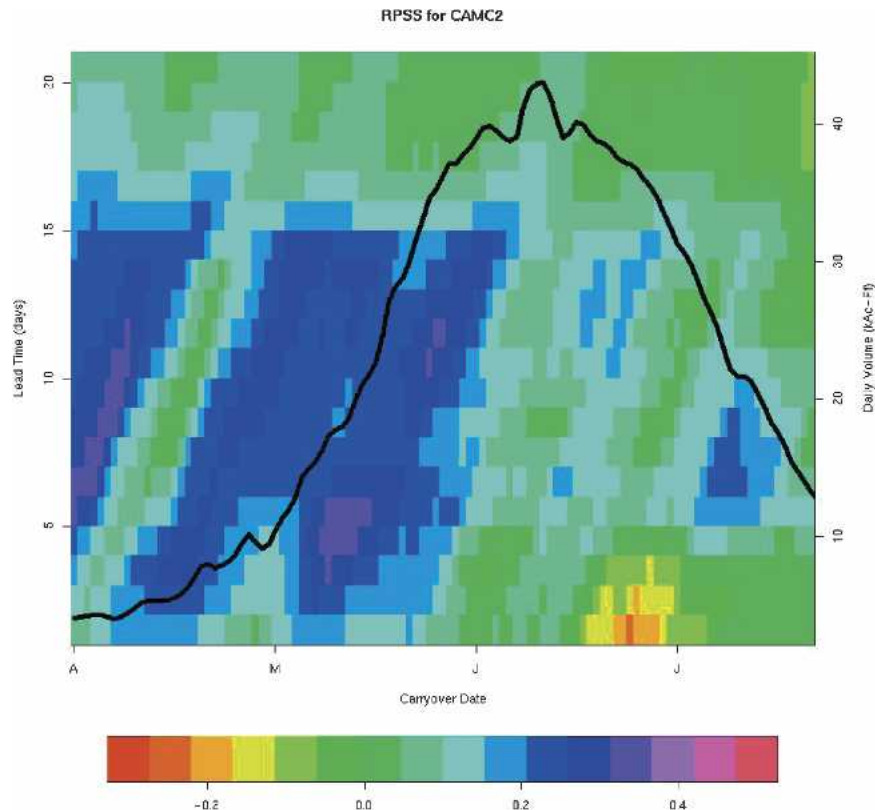 RPSS for CAMC2
20
15
10
5
Lead Time (days)
40
30
20
10
Daily Volume (kAc-Ft)
A
M
J
J
Carryover Date
-0.2
0.0
0.2
0.4